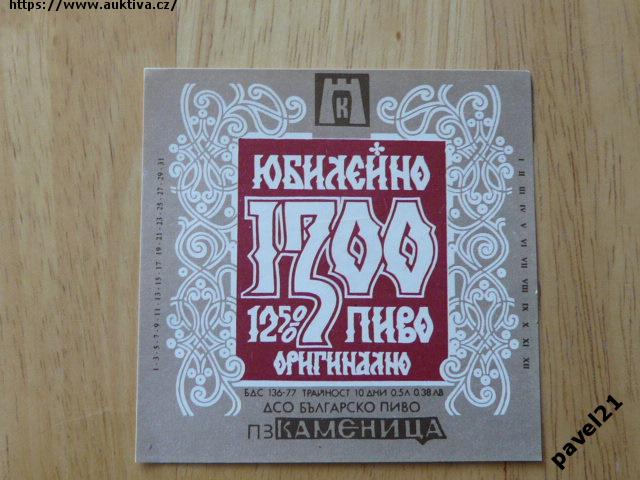 https://www.auktiva.cz/
К
ЮБИЛЕЙНО
1300
12%
ПИВО
ОРИГИНАЛНО
1-3-5-7-9-11-13-15-17-19-21-23-25-27-29-31
I II III VI V VI VII VIII IX X XI XII
БДС 136-77 ТРАЙНОСТ 10 ДНИ 0.5Л 0.38 ЛВ
ДСО БЪЛГАРСКО ПИВО
ПЗ КАМЕНИЦА
pavel21